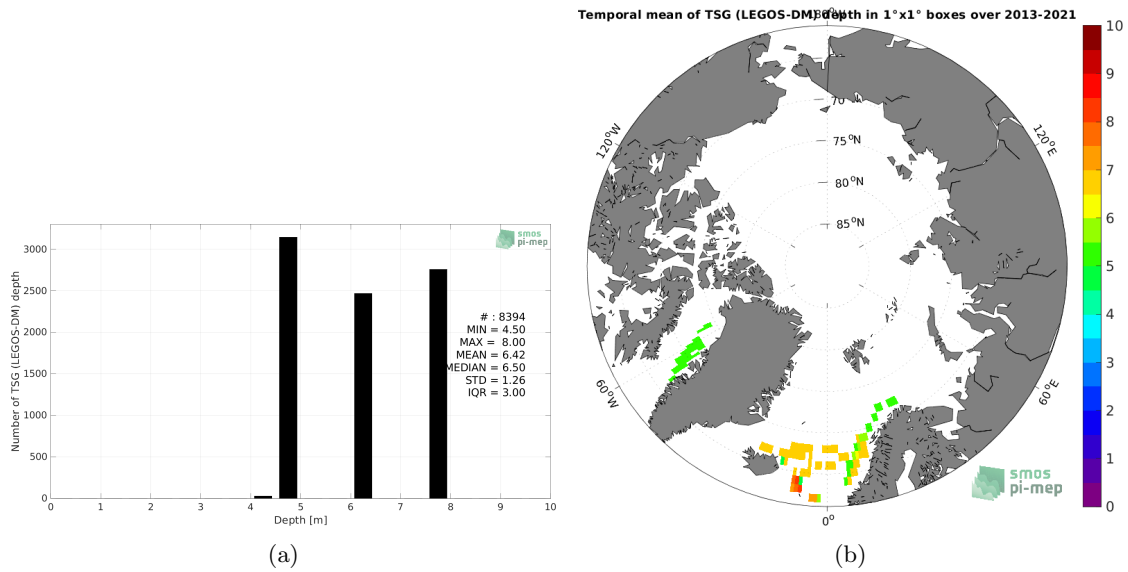 3000
2500
2000
1500
1000
500
0
Number of TSG (LEGOS-DM) depth
smos
pi-mep
# : 8394
MIN = 4.50
MAX = 8.00
MEAN = 6.42
MEDIAN = 6.50
STD = 1.26
IQR = 3.00
0 1 2 3 4 5 6 7 8 9 10
Depth [m]
(a)
Temporal mean of TSG (LEGOS-DM) depth in 1°x1° boxes over 2013-2021
180°W
70
75°N
80°N
85°N
120°W
120°E
60°W
60°E
0°
smos
pi-mep
10
9
8
7
6
5
4
3
2
1
0
(b)